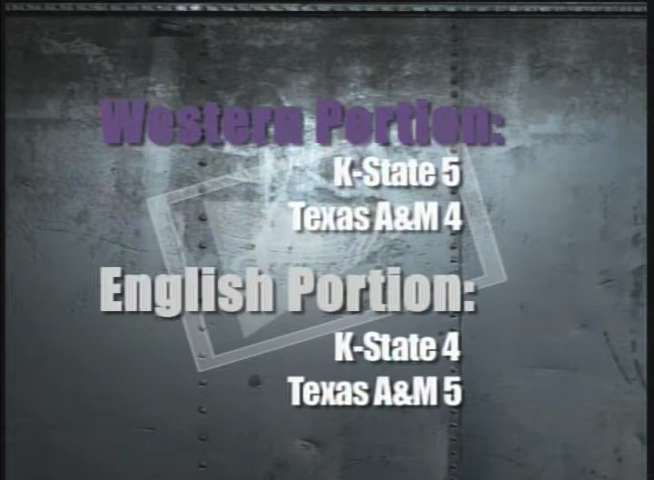 Western Portion:
K-State 5
Texas A&M 4
English Portion:
K-State 4
Texas A&M 5